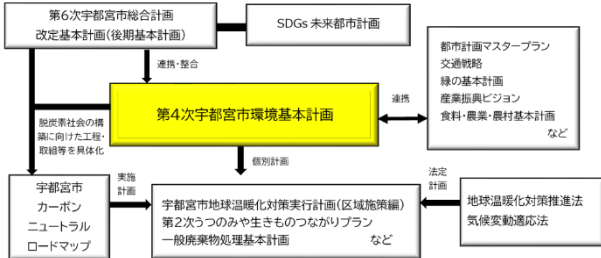 第6次宇都宮市総合計画
改定基本計画(後期基本計画)
SDGs 未来都市計画
連携・整合
都市計画マスタープラン
交通戦略
緑の基本計画
産業振興ビジョン
食料・農業・農村基本計画
など
第4次宇都宮市環境基本計画
連携
脱炭素社会の構
築に向けた工程・
取組等を具体化
個別計画
宇都宮市
カーボン
ニュートラル
ロードマップ
実施
計画
宇都宮市地球温暖化対策実行計画(区域施策編)
第2次うつのみや生きものつながりプラン
一般廃棄物処理基本計画 など
法定
計画
地球温暖化対策推進法
気候変動適応法